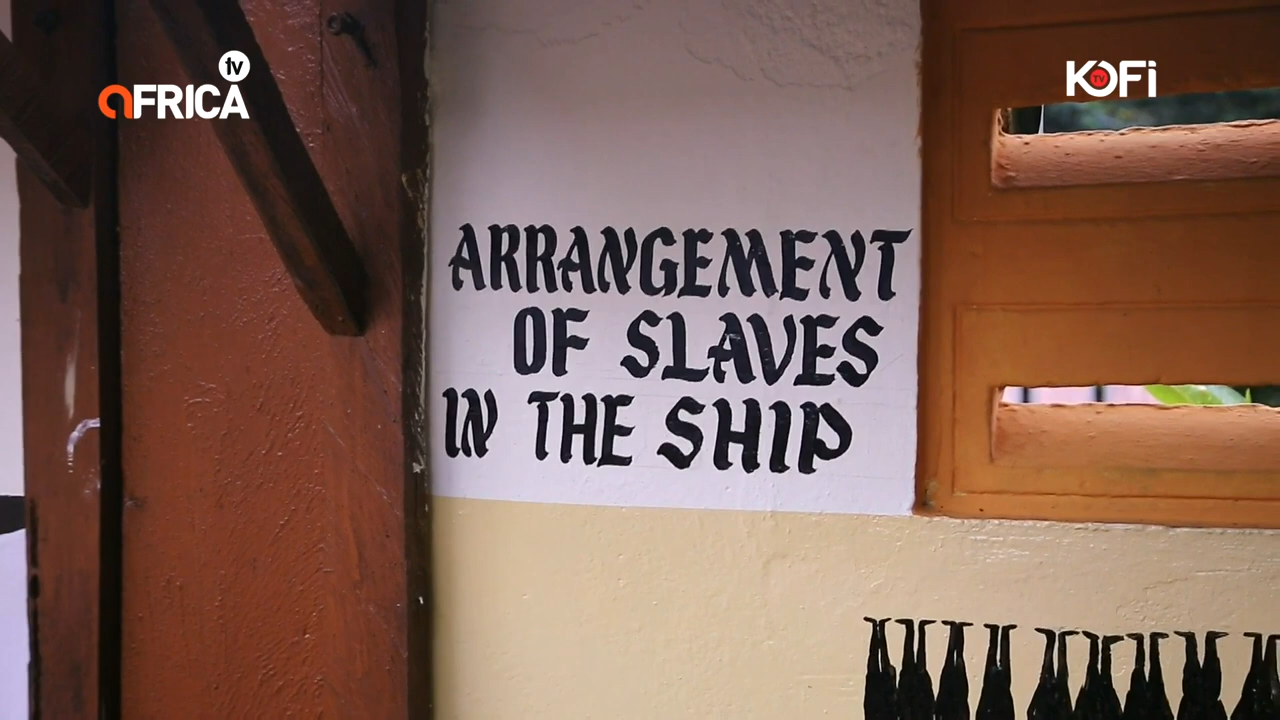 tv
aFRICA
KOFi
TV
ARRANGEMENT
OF SLAVES
IN THE SHIP